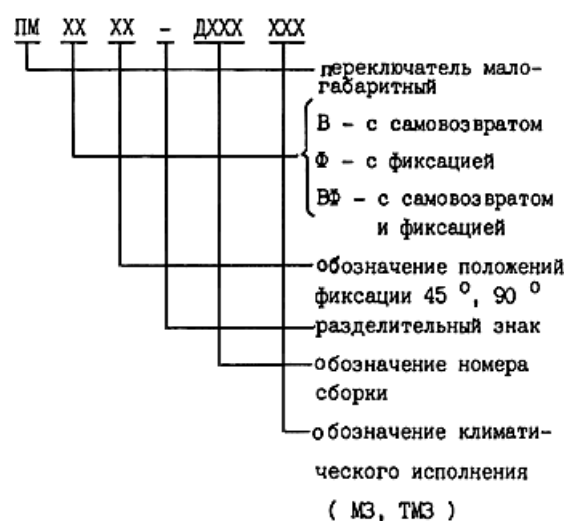 ПМ ХХ ХХ - ДХХХ ХХХ
переключатель мало-
габаритный
В - с самовозвратом
Ф - с фиксацией
ВФ - с самовозвратом
и фиксацией
обозначение положений
фиксации 45 °, 90 °
разделительный знак
обозначение номера
сборки
обозначение климати-
ческого исполнения
( М3, ТМ3 )